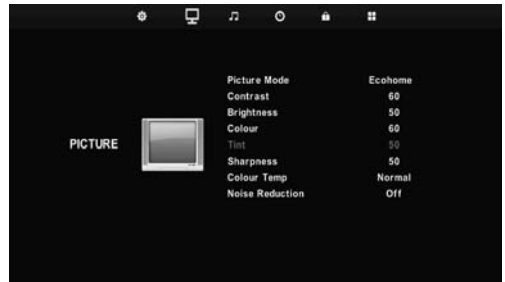 Picture Mode Ecohome
Contrast 60
Brightness 50
Colour 60
PICTURE
Tint 50
Sharpness 50
Colour Temp Normal
Noise Reduction Off